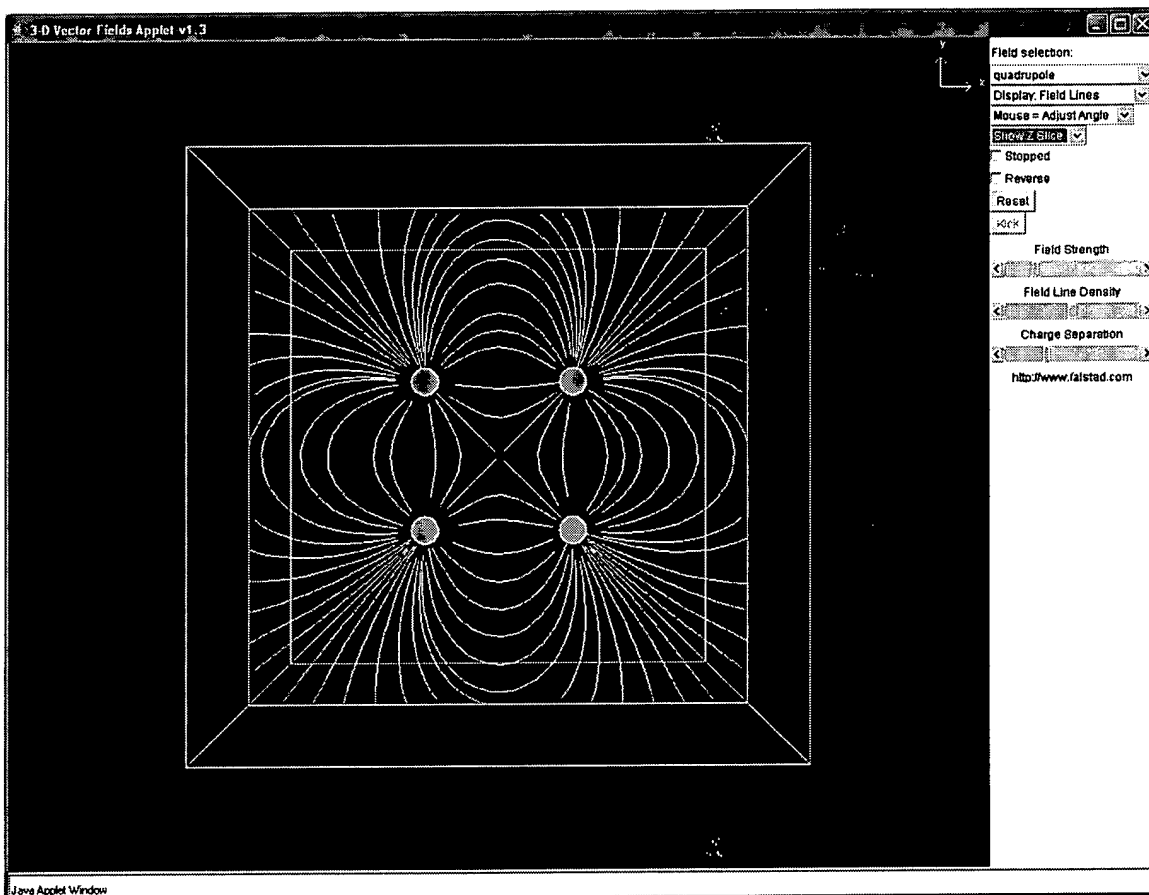 3-D Vector Fields Applet v1.3
y
x
Field selection:
quadrupole
Display: Field Lines
Mouse = Adjust Angle
Show Z Slice
Stopped
Reverse
Reset
Kick
Field Strength
Field Line Density
Charge Separation
http://www.falstad.com
Java Applet Window